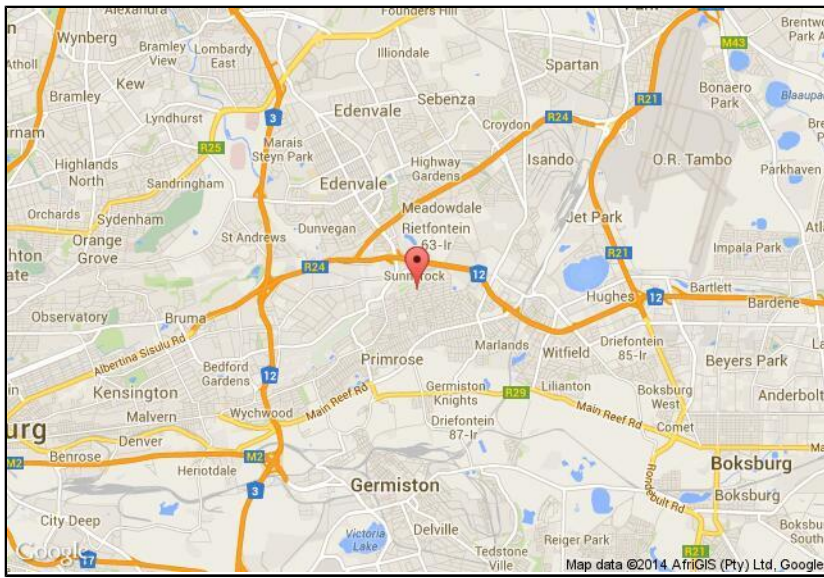 Alexandra
Founders Hill
Wynberg
Bramley
View
Lombardy
East
Illiondale
Spartan
M43
Brentwood
Park A
Atholl
Kew
Sebenza
R21
Bonaero
Park
Blaaupa
Bramley
Edenvale
3
Croydon
R24
Lyndhurst
R25
Marais
Steyn Park
Highway
Gardens
Isando
O.R. Tambo
Highlands
North
Sandringham
Edenvale
Parkhaven
Meadowdale
Orchards
Sydenham
Dunvegan
Rietfontein
63-Ir
Jet Park
Orange
Grove
St Andrews
R21
Impala Park
R24
12
Bartlett
Hughes
12
Bardene
Observatory
Bruma
Albertina Sisulu Rd
Marlands
Witfield
Driefontein
85-Ir
Beyers Park
Primrose
Bedford
Gardens
12
Kensington
Germiston
Knights
R29
Lilianton
Boksburg
West
Anderbolt
Malvern
Wychwood
Main Reef Rd
Main Reef Rd
Comet
urg
Denver
Driefontein
87-Ir
M2
Benrose
M2
Heriotdale
Boksburg
3
Germiston
Rondebult Rd
Boksburg
City Deep
Victoria
Lake
Delville
Reiger Park
Boksbu
South
Google
17
Tedstone
Ville
R21
Map data ©2014 AfriGIS (Pty) Ltd, Google